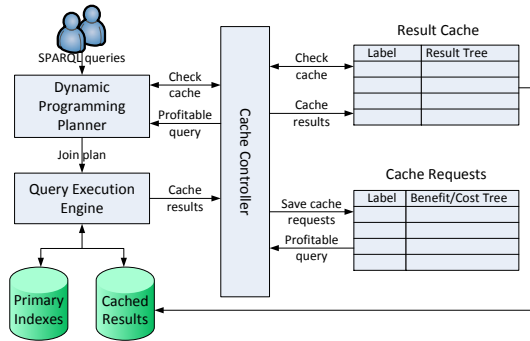 Result Cache
SPARQL queries
Label Result Tree
Check
cache
Dynamic
Programming
Planner
Check
cache
Profitable
query
Cache
results
Cache Controller
Join plan
Cache Requests
Query Execution
Engine
Cache
results
Label Benefit/Cost Tree
Save cache
requests
Profitable
query
Primary
Indexes
Cached
Results